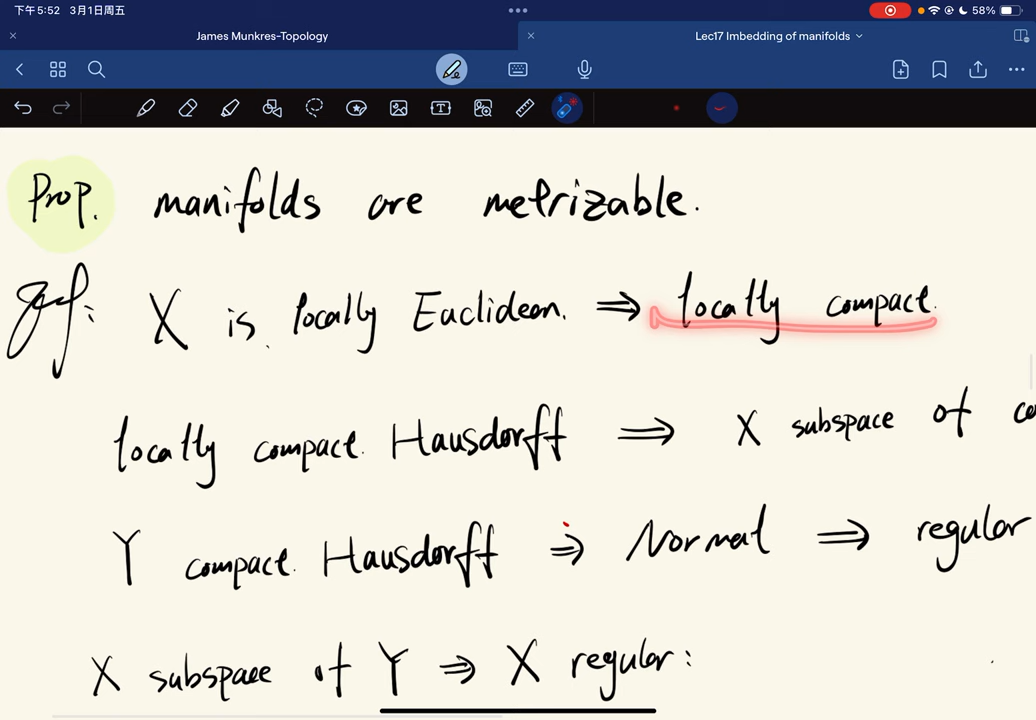 下午5:52 3月1日周五
58%
James Munkres-Topology
Lec17 Imbedding of manifolds
Prop. manifolds are metrizable.
pf: X is locally Euclidean. ⇒ locally compact.
locally compact Hausdorff ⇒ X subspace of co
Y compact Hausdorff ⇒ Normal ⇒ regular
X subspace of Y ⇒ X regular: